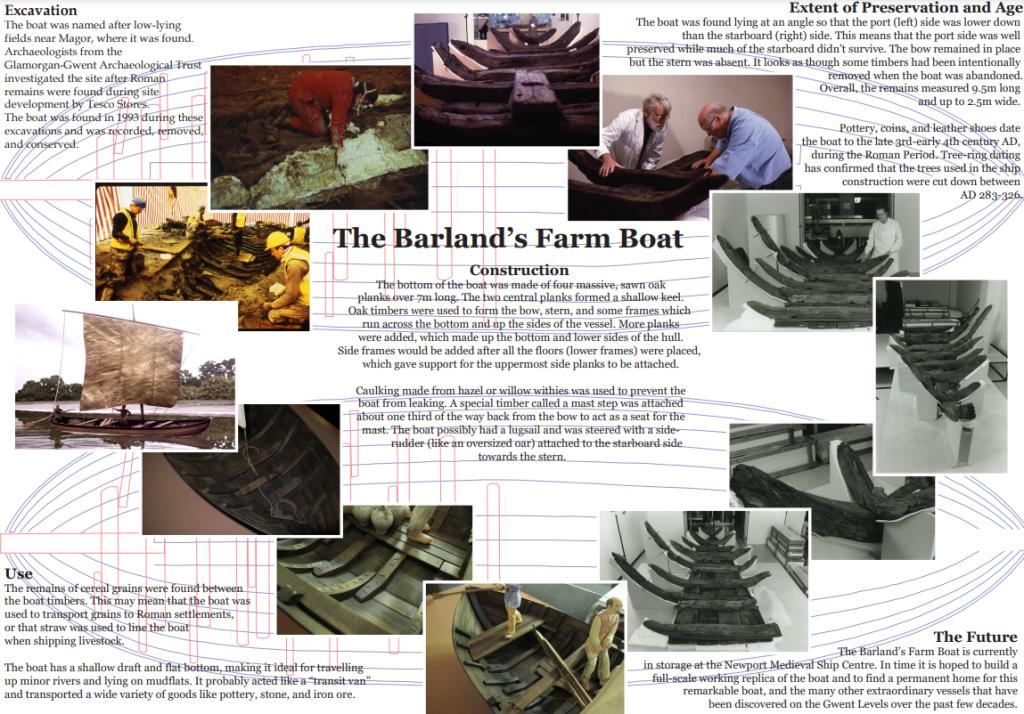 Excavation
The boat was named after low-lying
fields near Magor, where it was found.
Archaeologists from the
Glamorgan-Gwent Archaeological Trust
investigated the site after Roman
remains were found during site
development by Tesco Stores.
The boat was found in 1993 during these
excavations and was recorded, removed,
and conserved.
Extent of Preservation and Age
The boat was found lying at an angle so that the port (left) side was lower down
than the starboard (right) side. This means that the port side was well
preserved while much of the starboard didn't survive. The bow remained in place
but the stern was absent. It looks as though some timbers had been intentionally
removed when the boat was abandoned.
Overall, the remains measured 9.5m long
and up to 2.5m wide.
Pottery, coins, and leather shoes date
the boat to the late 3rd-early 4th century AD,
during the Roman Period. Tree-ring dating
has confirmed that the trees used in the ship
construction were cut down between
AD 283-326.
The Barland's Farm Boat
Construction
The bottom of the boat was made of four massive, sawn oak
planks over 7m long. The two central planks formed a shallow keel.
Oak timbers were used to form the bow, stern, and some frames which
run across the bottom and up the sides of the vessel. More planks
were added, which made up the bottom and lower sides of the hull.
Side frames would be added after all the floors (lower frames) were placed,
which gave support for the uppermost side planks to be attached.
Caulking made from hazel or willow withies was used to prevent the
boat from leaking. A special timber called a mast step was attached
about one third of the way back from the bow to act as a seat for the
mast. The boat possibly had a lugsail and was steered with a side-
rudder (like an oversized oar) attached to the starboard side
towards the stern.
Use
The remains of cereal grains were found between
the boat timbers. This may mean that the boat was
used to transport grains to Roman settlements,
or that straw was used to line the boat
when shipping livestock.
The boat has a shallow draft and flat bottom, making it ideal for travelling
up minor rivers and lying on mudflats. It probably acted like a "transit van"
and transported a wide variety of goods like pottery, stone, and iron ore.
The Future
The Barland's Farm Boat is currently
in storage at the Newport Medieval Ship Centre. In time it is hoped to build a
full-scale working replica of the boat and to find a permanent home for this
remarkable boat, and the many other extraordinary vessels that have
been discovered on the Gwent Levels over the past few decades.